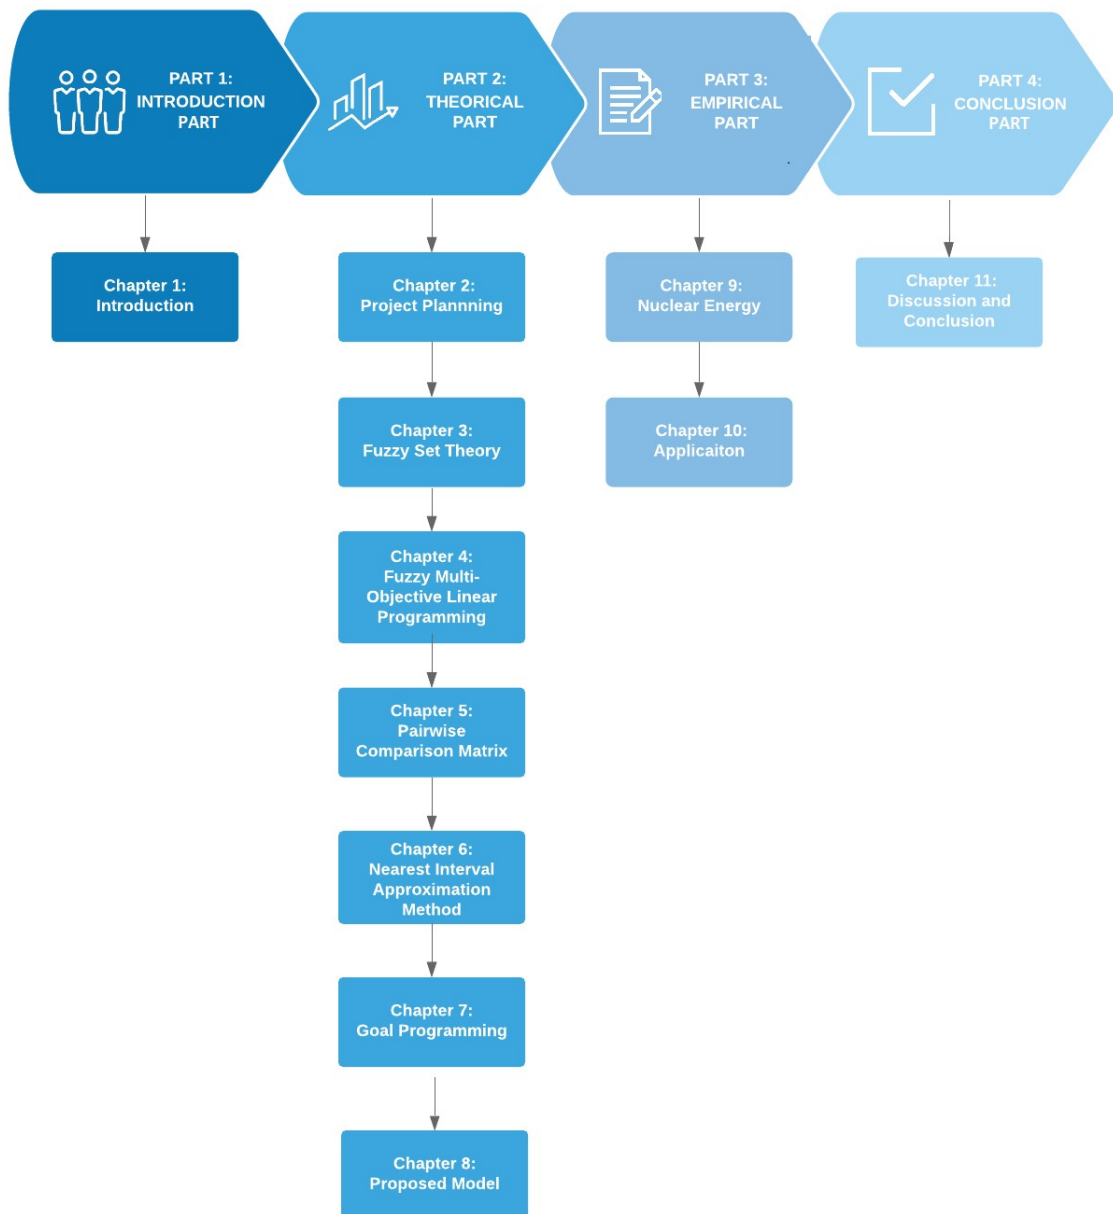 PART 1:
INTRODUCTION
PART
PART 2:
THEORICAL
PART
PART 3:
EMPIRICAL
PART
PART 4:
CONCLUSION
PART
Chapter 1:
Introduction
Chapter 2:
Project Plannning
Chapter 3:
Fuzzy Set Theory
Chapter 4:
Fuzzy Multi-
Objective Linear
Programming
Chapter 5:
Pairwise
Comparison Matrix
Chapter 6:
Nearest Interval
Approximation
Method
Chapter 7:
Goal Programming
Chapter 8:
Proposed Model
Chapter 9:
Nuclear Energy
Chapter 10:
Applicaiton
Chapter 11:
Discussion and
Conclusion